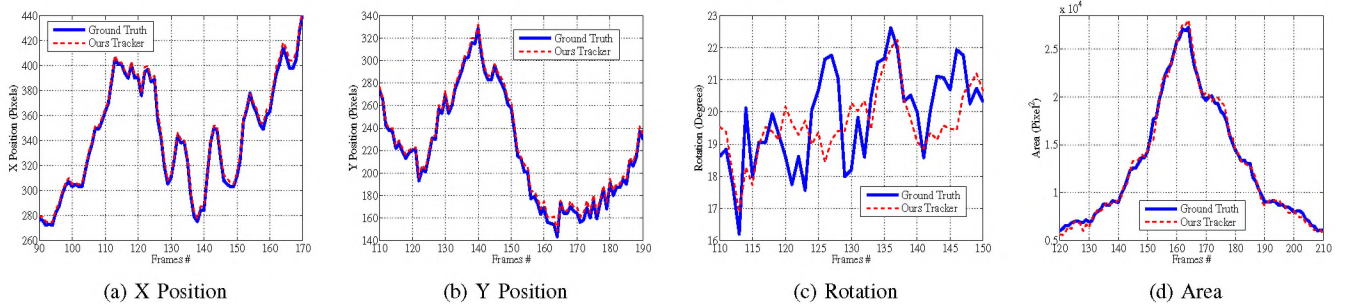 440
420
400
380
360
340
320
300
280
260
X Position (Pixels)
Ground Truth
Ours Tracker
90 100 110 120 130 140 150 160 170
Frames #
(a) X Position
340
320
300
280
260
240
220
200
180
160
140
Y Position (Pixels)
Ground Truth
Ours Tracker
110 120 130 140 150 160 170 180 190
Frames #
(b) Y Position
23
22
21
20
19
18
17
16
Rotation (Degrees)
Ground Truth
Ours Tracker
110 115 120 125 130 135 140 145 150
Frames #
(c) Rotation
x 10⁴
2.5
2
1.5
1
0.5
Area (Pixel²)
Ground Truth
Ours Tracker
120 130 140 150 160 170 180 190 200 210
Frames #
(d) Area